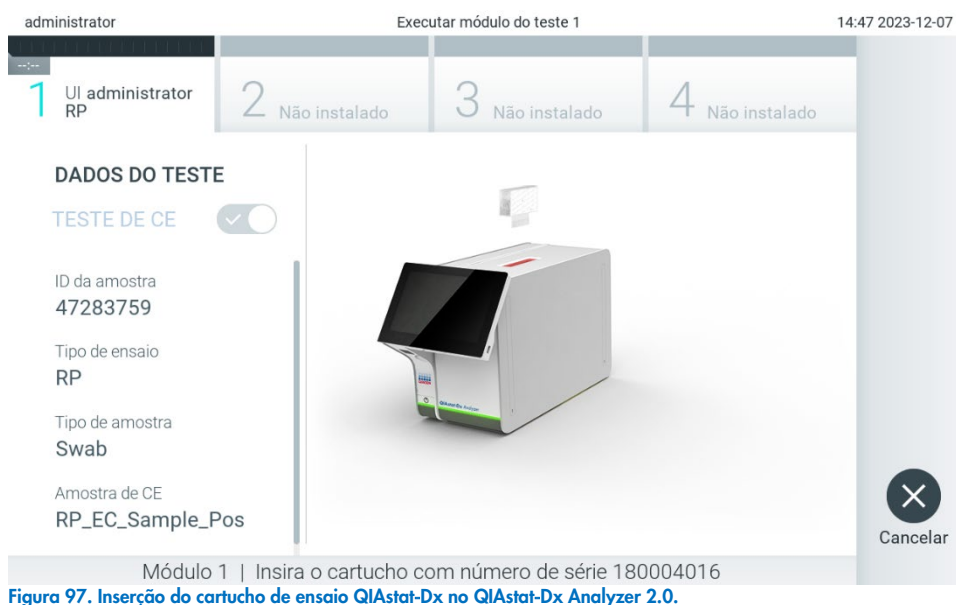 administrator Executar módulo do teste 1 14:47 2023-12-07
--:--
1 UI administrator
RP
2 Não instalado
3 Não instalado
4 Não instalado
DADOS DO TESTE
TESTE DE CE
ID da amostra
47283759
Tipo de ensaio
RP
Tipo de amostra
Swab
Amostra de CE
RP_EC_Sample_Pos
QIAstat-Dx Analyzer
Cancelar
Módulo 1 | Insira o cartucho com número de série 180004016
Figura 97. Inserção do cartucho de ensaio QIAstat-Dx no QIAstat-Dx Analyzer 2.0.